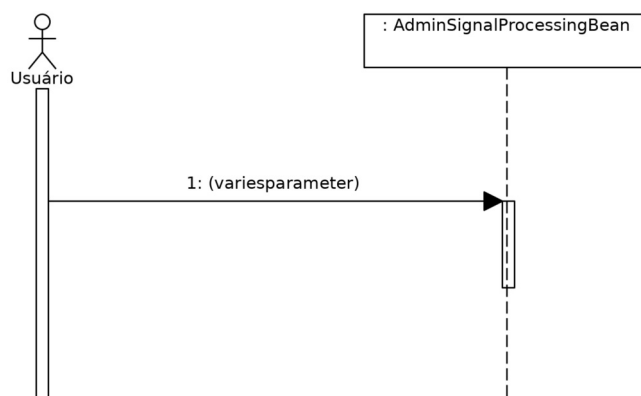 : AdminSignalProcessingBean
Usuário
1: (variesparameter)